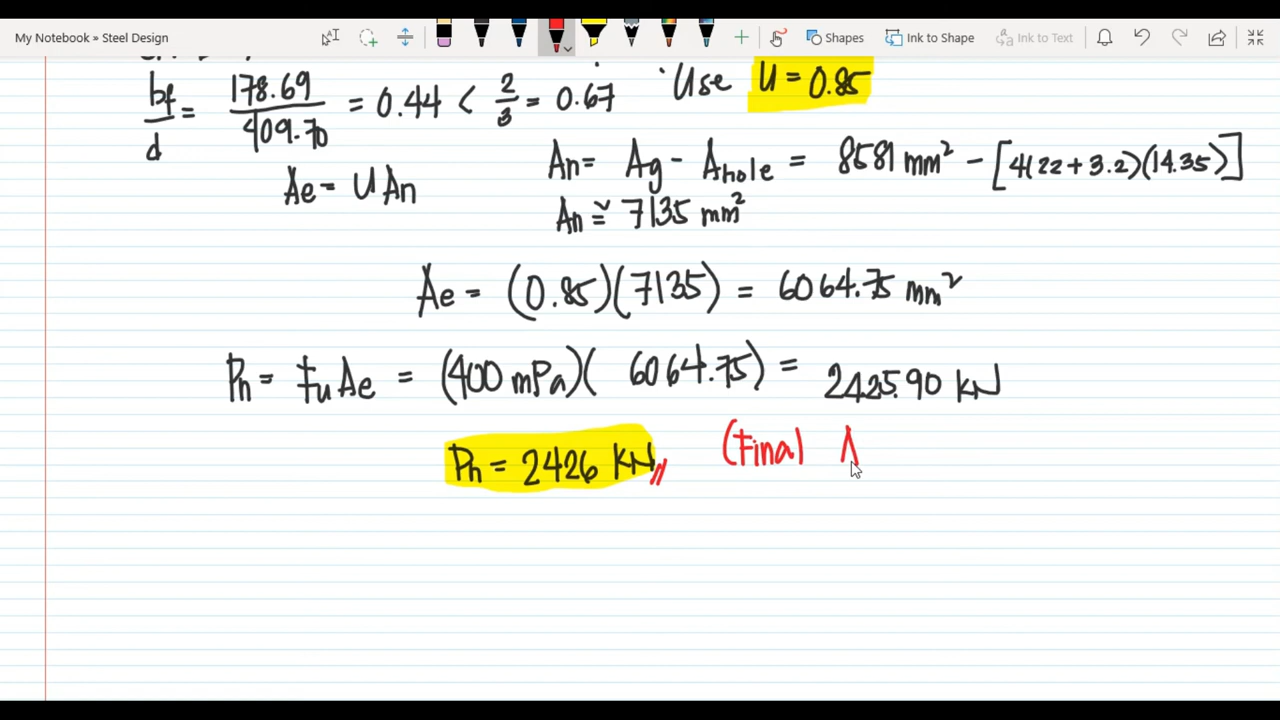 My Notebook » Steel Design
Shapes Ink to Shape Ink to Text
bf/d = 178.69/409.70 = 0.44 < 2/3 = 0.67 Use U = 0.85
An = Ag - Ahole = 8581 mm² - [4(22+3.2)(14.35)]
Ae = UAn
An ≅ 7135 mm²
Ae = (0.85)(7135) = 6064.75 mm²
Pn = Fu Ae = (400 mPa)( 6064.75) = 2425.90 kN
Pn = 2426 kN (Final